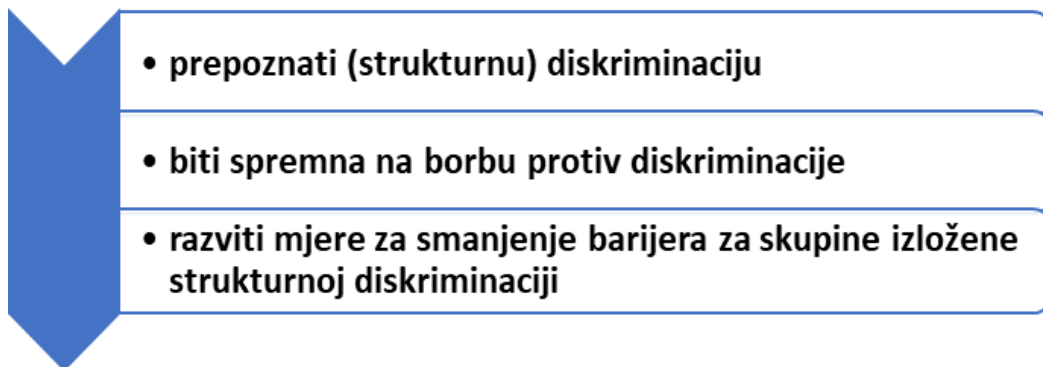 • prepoznati (strukturnu) diskriminaciju
• biti spremna na borbu protiv diskriminacije
• razviti mjere za smanjenje barijera za skupine izložene
strukturnoj diskriminaciji